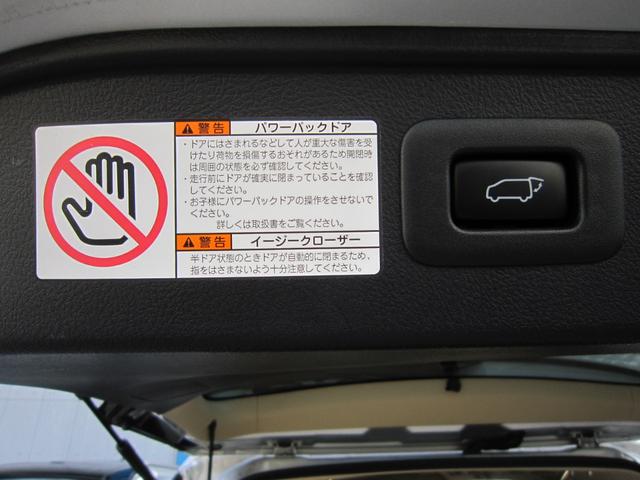 警告 パワーバックドア
・ドアにはさまれるなどして人が重大な傷害を受
けたり荷物を損傷するおそれがあるため開閉時
は周囲の状態を必ず確認してください。
・走行前にドアが確実に閉まっていることを確認
してください。
・お子様にパワーバックドアの操作をさせないで
ください。
詳しくは取扱書をご覧ください。
警告 イージークローザー
半ドア状態のときドアが自動的に閉まるため、
指をはさまないよう十分注意してください。